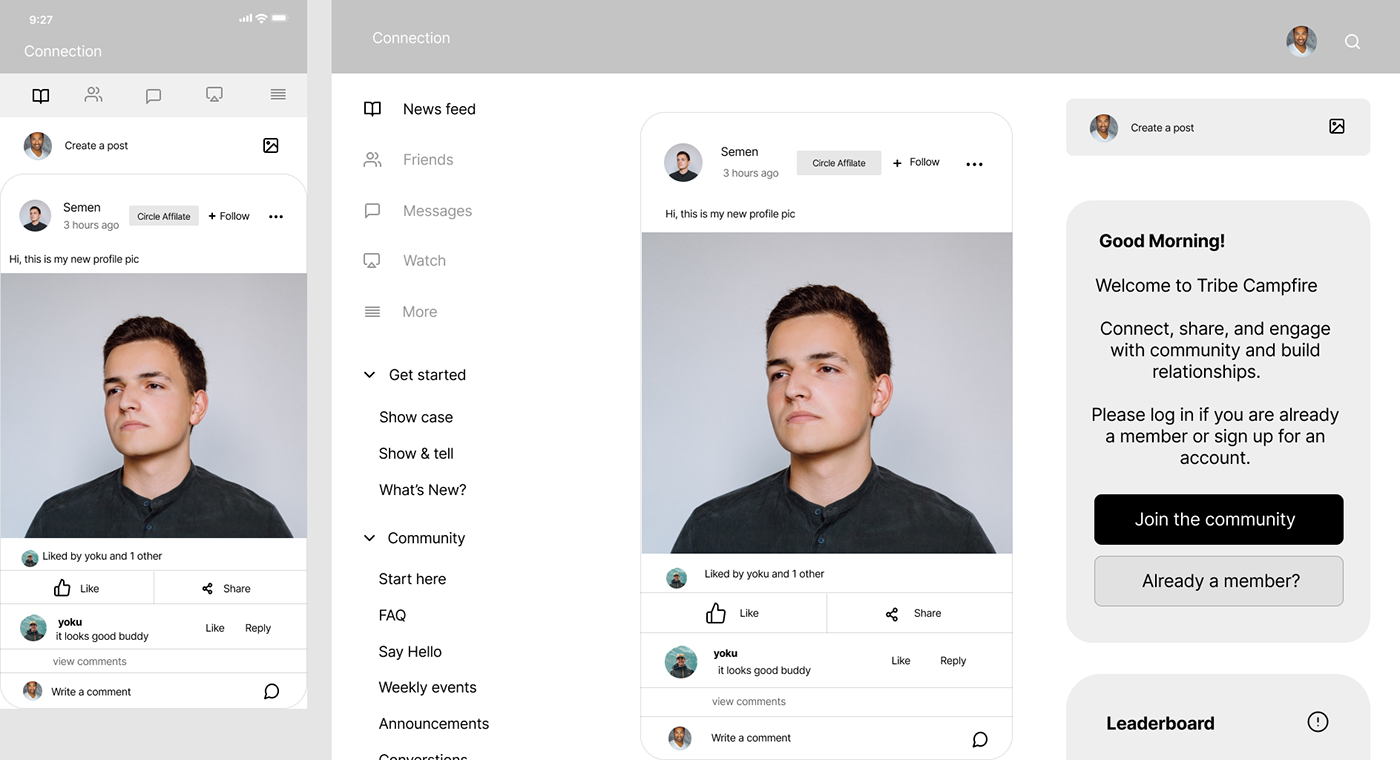 9:27
Connection
Create a post
Semen
3 hours ago
Circle Affilate
+ Follow
Hi, this is my new profile pic
Liked by yoku and 1 other
Like
Share
yoku
it looks good buddy
Like
Reply
view comments
Write a comment
Connection
News feed
Friends
Messages
Watch
More
Get started
Show case
Show & tell
What's New?
Community
Start here
FAQ
Say Hello
Weekly events
Announcements
Converstions
Semen
3 hours ago
Circle Affilate
+ Follow
Hi, this is my new profile pic
Liked by yoku and 1 other
Like
Share
yoku
it looks good buddy
Like
Reply
view comments
Write a comment
Create a post
Good Morning!
Welcome to Tribe Campfire
Connect, share, and engage
with community and build
relationships.
Please log in if you are already
a member or sign up for an
account.
Join the community
Already a member?
Leaderboard